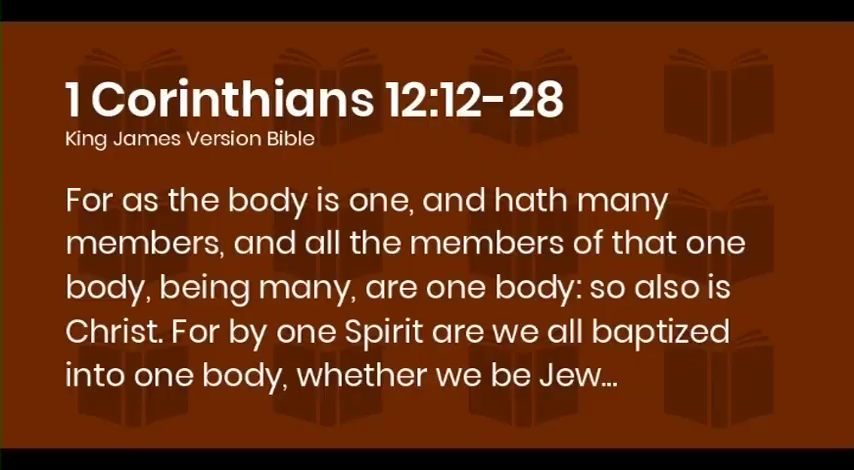 1 Corinthians 12:12-28
King James Version Bible
For as the body is one, and hath many
members, and all the members of that one
body, being many, are one body: so also is
Christ. For by one Spirit are we all baptized
into one body, whether we be Jew...